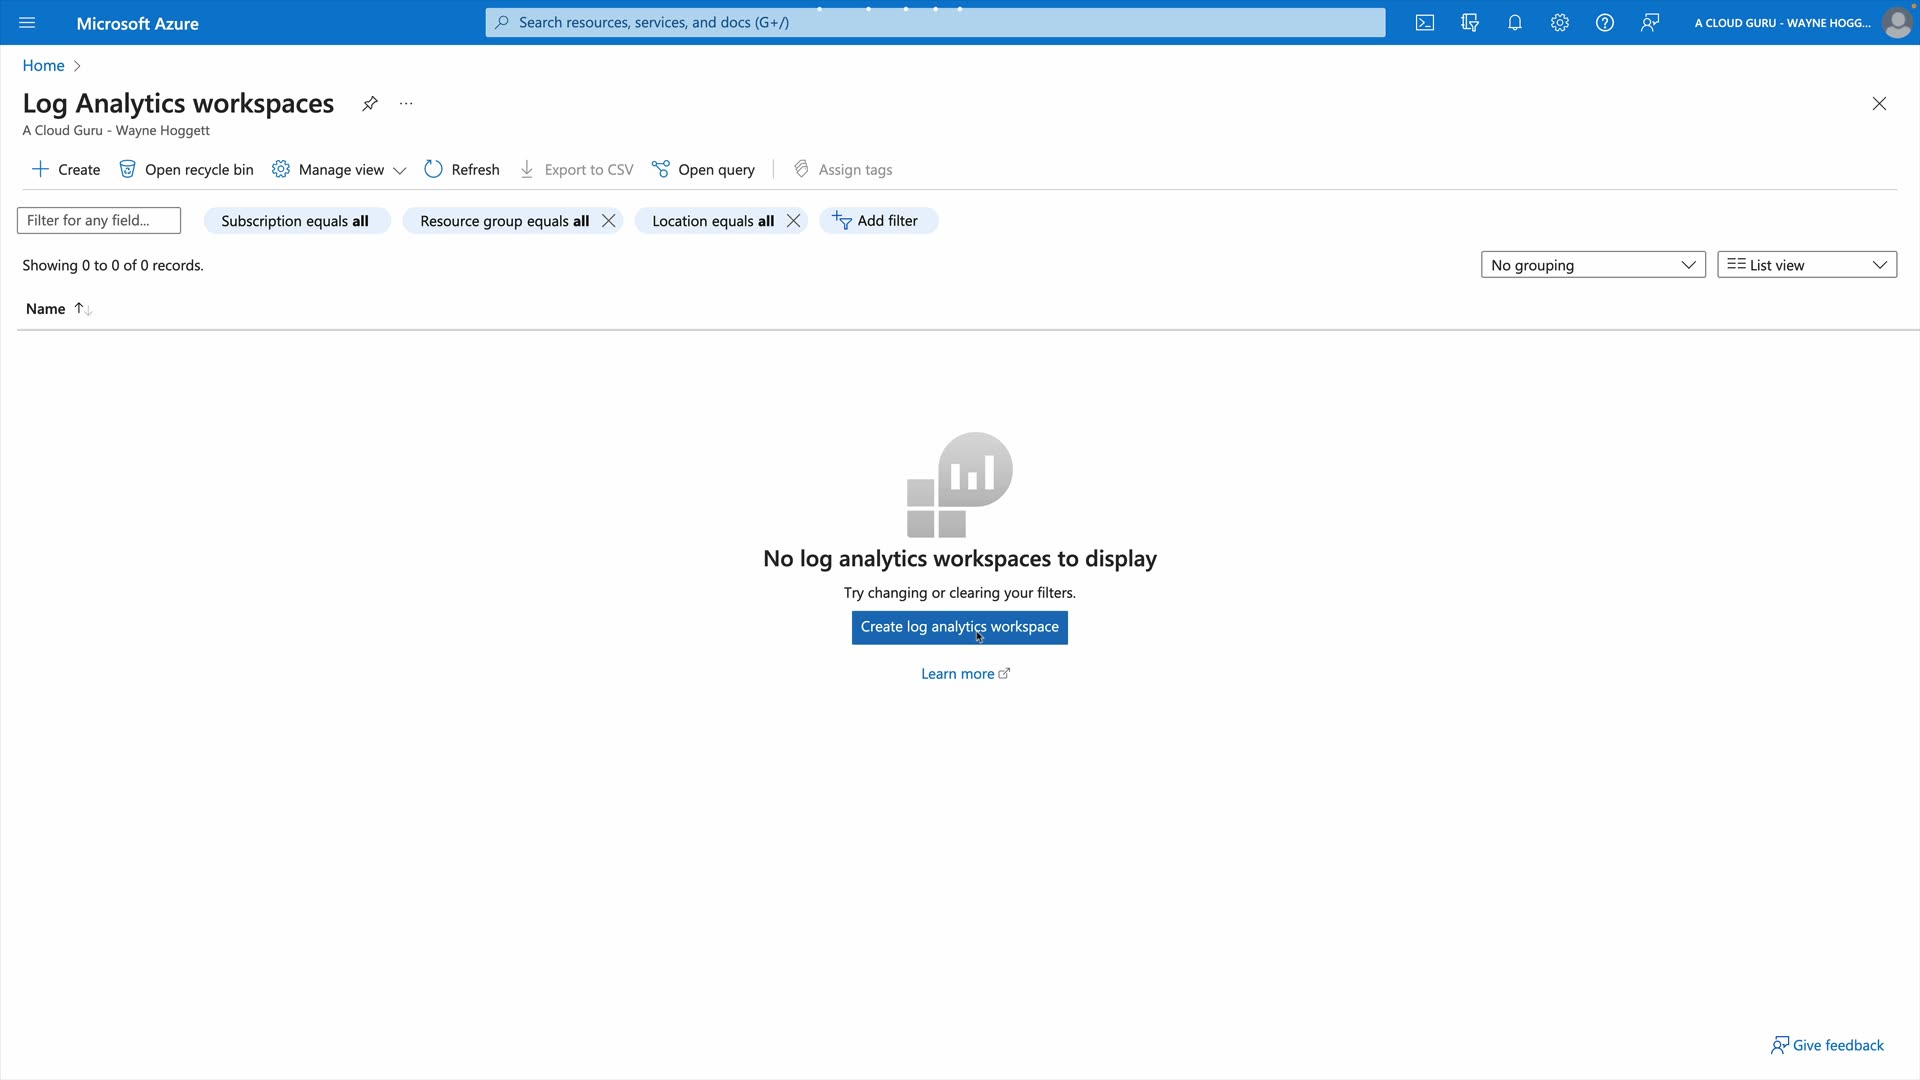 Microsoft Azure
Search resources, services, and docs (G+/)
A CLOUD GURU - WAYNE HOGG...
Home
Log Analytics workspaces
A Cloud Guru - Wayne Hoggett
Create
Open recycle bin
Manage view
Refresh
Export to CSV
Open query
Assign tags
Filter for any field...
Subscription equals all
Resource group equals all
Location equals all
Add filter
Showing 0 to 0 of 0 records.
No grouping
List view
Name
No log analytics workspaces to display
Try changing or clearing your filters.
Create log analytics workspace
Learn more
Give feedback